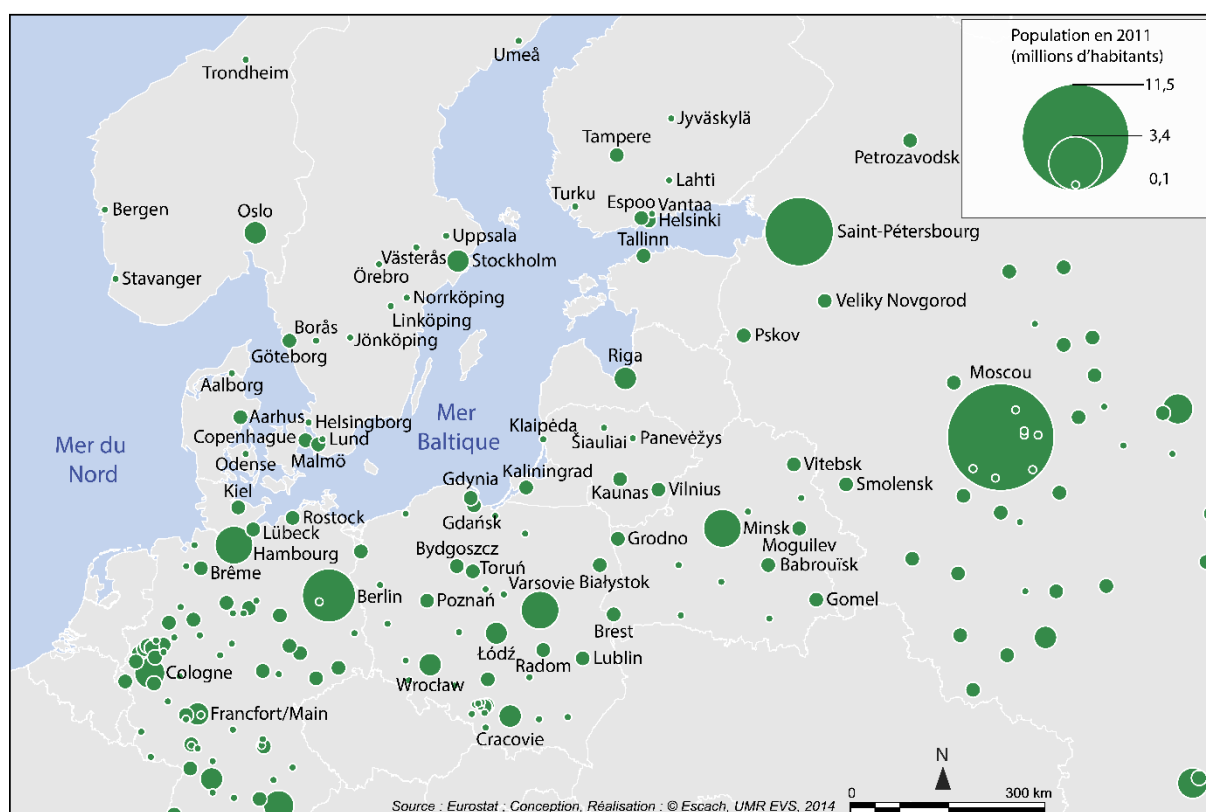 Umeå
Trondheim
Population en 2011
(millions d'habitants)
11,5
3,4
0,1
Jyväskylä
Tampere
Petrozavodsk
Lahti
Turku
Espoo
Vantaa
Helsinki
Bergen
Oslo
Tallinn
Saint-Pétersbourg
Uppsala
Västerås
Stockholm
Örebro
Stavanger
Norrköping
Linköping
Veliky Novgorod
Borås
Jönköping
Göteborg
Pskov
Riga
Moscou
Aalborg
Mer du
Nord
Mer
Baltique
Aarhus
Helsingborg
Copenhague
Lund
Malmö
Odense
Klaipėda
Šiauliai
Panevėžys
Kiel
Gdynia
Kaliningrad
Kaunas
Vilnius
Vitebsk
Smolensk
Rostock
Lübeck
Hambourg
Gdańsk
Minsk
Grodno
Moguilev
Babrouïsk
Brême
Bydgoszcz
Toruń
Varsovie
Białystok
Berlin
Poznań
Gomel
Brest
Łódź
Radom
Lublin
Cologne
Wrocław
Francfort/Main
Cracovie
N
0
300 km
Source : Eurostat ; Conception, Réalisation : © Escach, UMR EVS, 2014